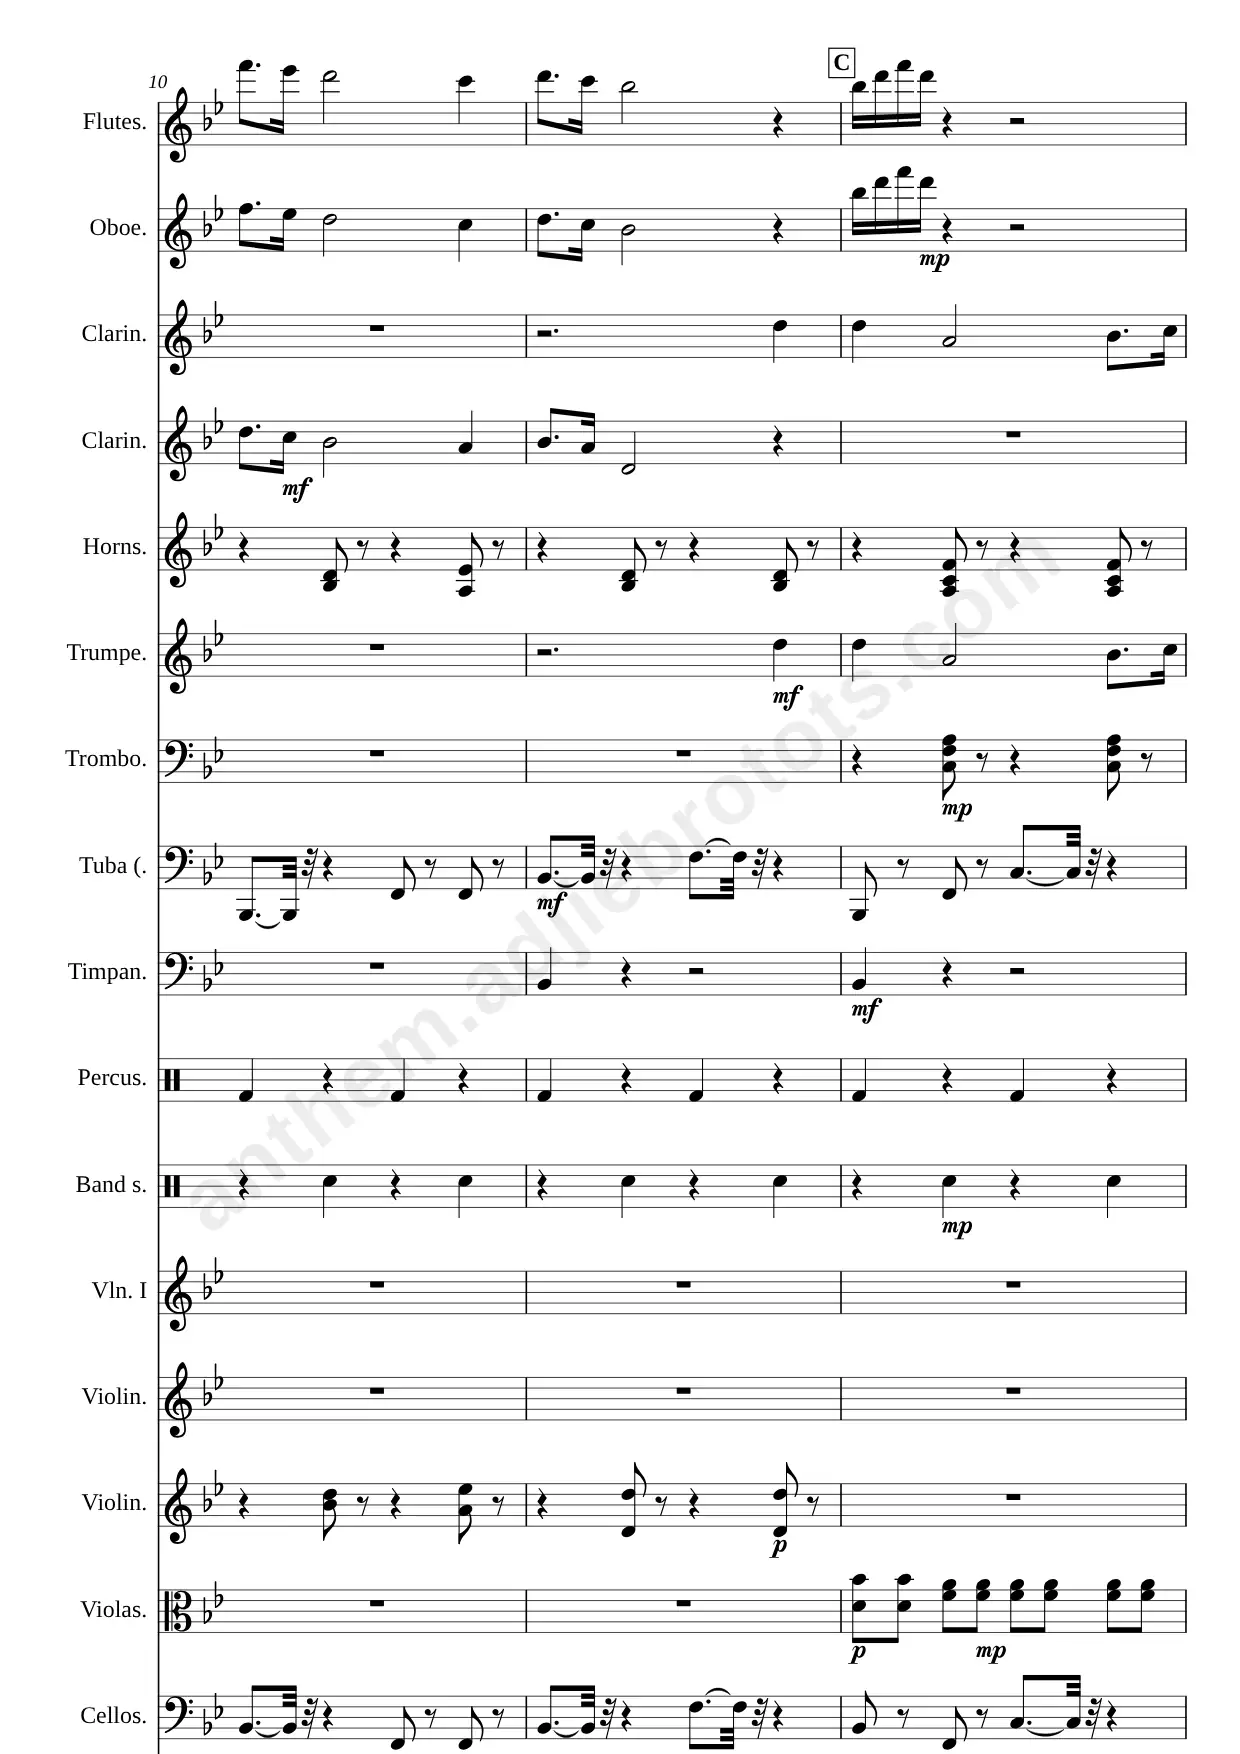 C
10
Flutes.
Oboe.
mp
Clarin.
Clarin.
mf
Horns.
Trumpe.
mf
Trombo.
mp
Tuba (.
mf
Timpan.
mf
Percus.
Band s.
mp
Vln. I
Violin.
Violin.
p
Violas.
p mp
Cellos.
anthem.adjiebrotots.com